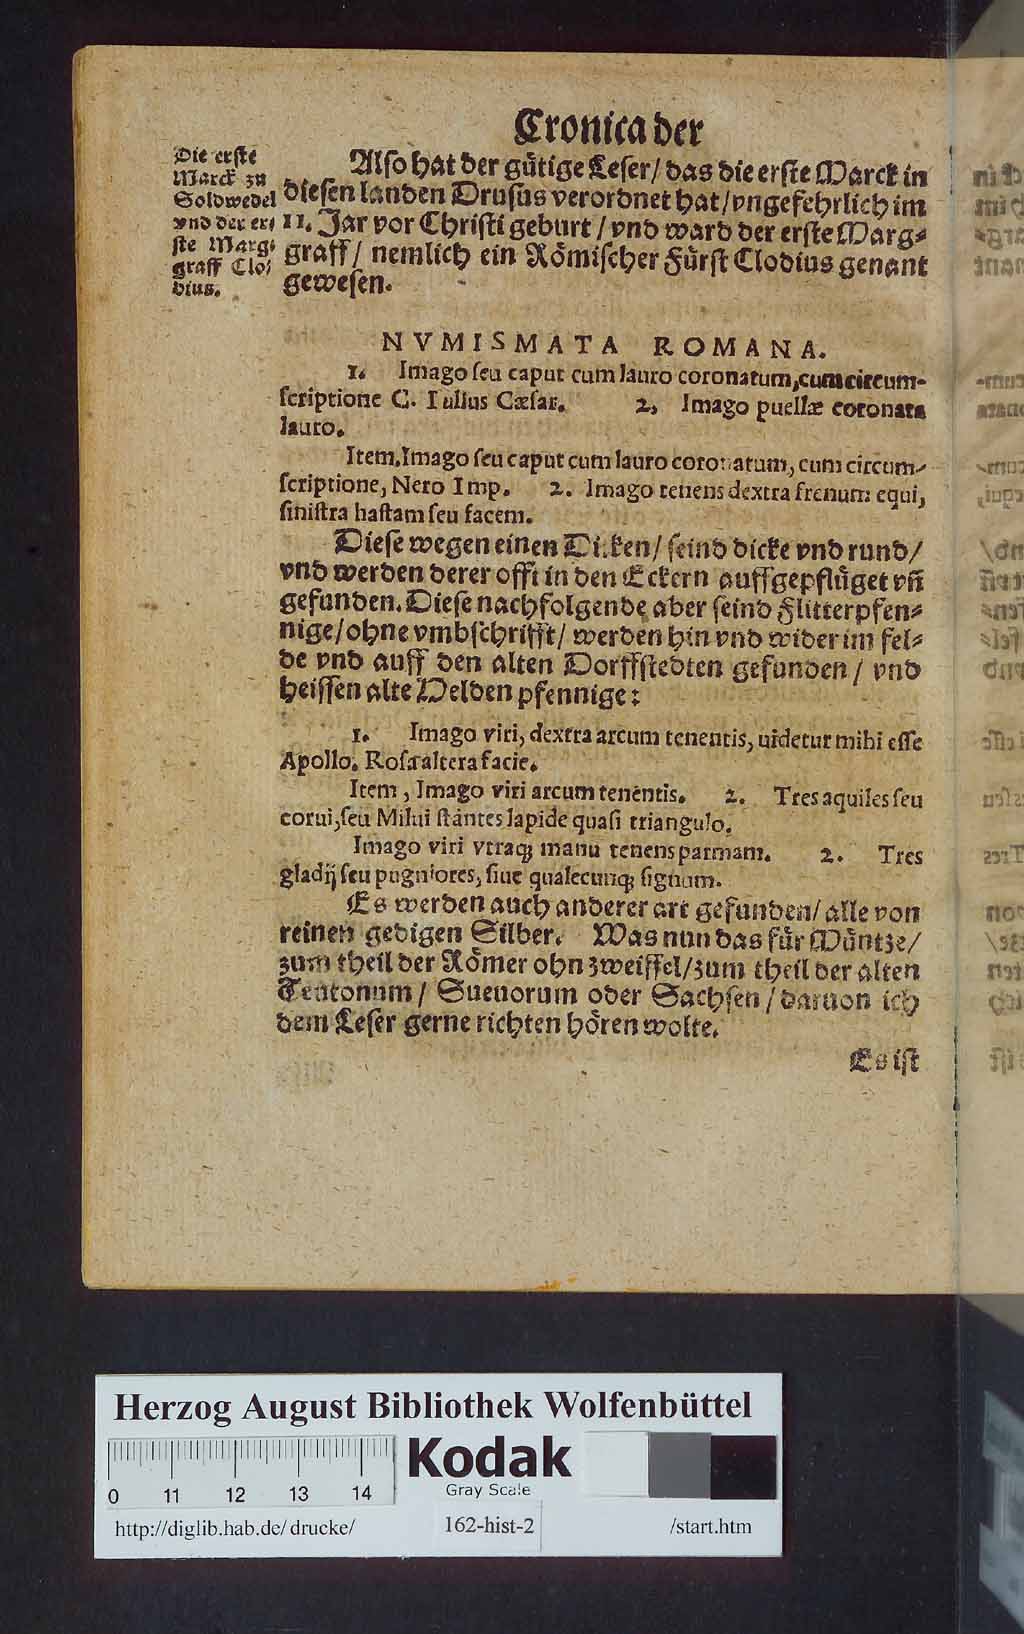 Cronica der
Die erste
Marck zu
Soldwedel
vnd der er⸗
ste Marg⸗
graff Clo⸗
dius.
Also hat der gütige Leser/ das die erste Marck in
diesen landen Drusus verordnet hat/ vngefehrlich im
11. Jar vor Christi geburt/ vnd ward der erste Marg⸗
graff/ nemlich ein Römischer Fürst Clodius genant
gewesen.
NVMISMATA ROMANA.
1. Imago ſeu caput cum lauro coronatum, cum circum-
ſcriptione C. Iulius Cæſar. 2, Imago puellæ coronata
lauro.
Item, Imago ſeu caput cum lauro coronatum, cum circum-
ſcriptione, Nero Imp. 2. Imago tenens dextra frenum equi,
ſiniſtra haſtam ſeu facem.
Diese wegen einen Dicken/ seind dicke vnd rund/
vnd werden derer offt in den Eckern auffgepflüget vñ
gefunden. Diese nachfolgende aber seind Flitterpfen⸗
nige/ ohne vmbschrifft/ werden hin vnd wider im fel⸗
de vnd auff den alten Dorffstedten gefunden/ vnd
heissen alte Velden pfennige:
1. Imago viri, dextra arcum tenentis, uidetur mihi eſſe
Apollo. Roſa altera facie.
Item, Imago viri arcum tenentis. 2. Tres aquiles ſeu
corui, ſeu Milui ſtantes lapide quaſi triangulo.
Imago viri vtraq; manu tenens parmam. 2. Tres
gladij ſeu pugniores, ſiue qualecunq; ſignum.
Es werden auch anderer art gefunden/ alle von
reinen gedigen Silber. Was nun das für Müntze/
zum theil der Römer ohn zweiffel/ zum theil der alten
Teutonum/ Sueuorum oder Sachsen/ daruon ich
dem Leser gerne richten hören wolte.
Es ist
Herzog August Bibliothek Wolfenbüttel
Kodak
Gray Scale
0 11 12 13 14
http://diglib.hab.de/drucke/ 162-hist-2 /start.htm